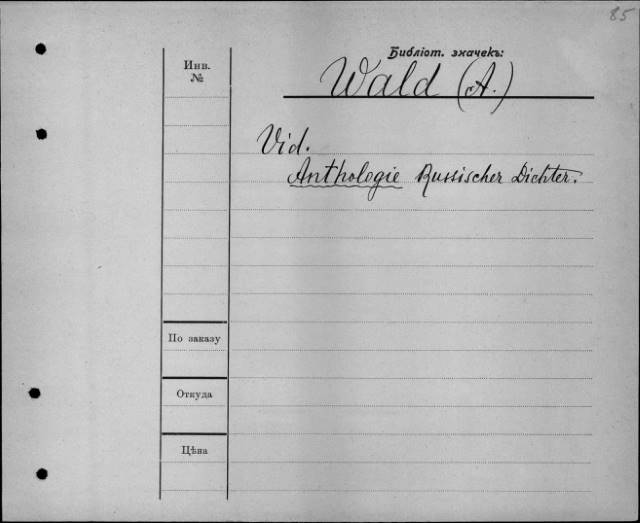 85
Библіот. значекъ:
Инв.
№
Wald (A.)
Vid.
Anthologie Russischer Dichter.
По заказу
Откуда
Цѣна